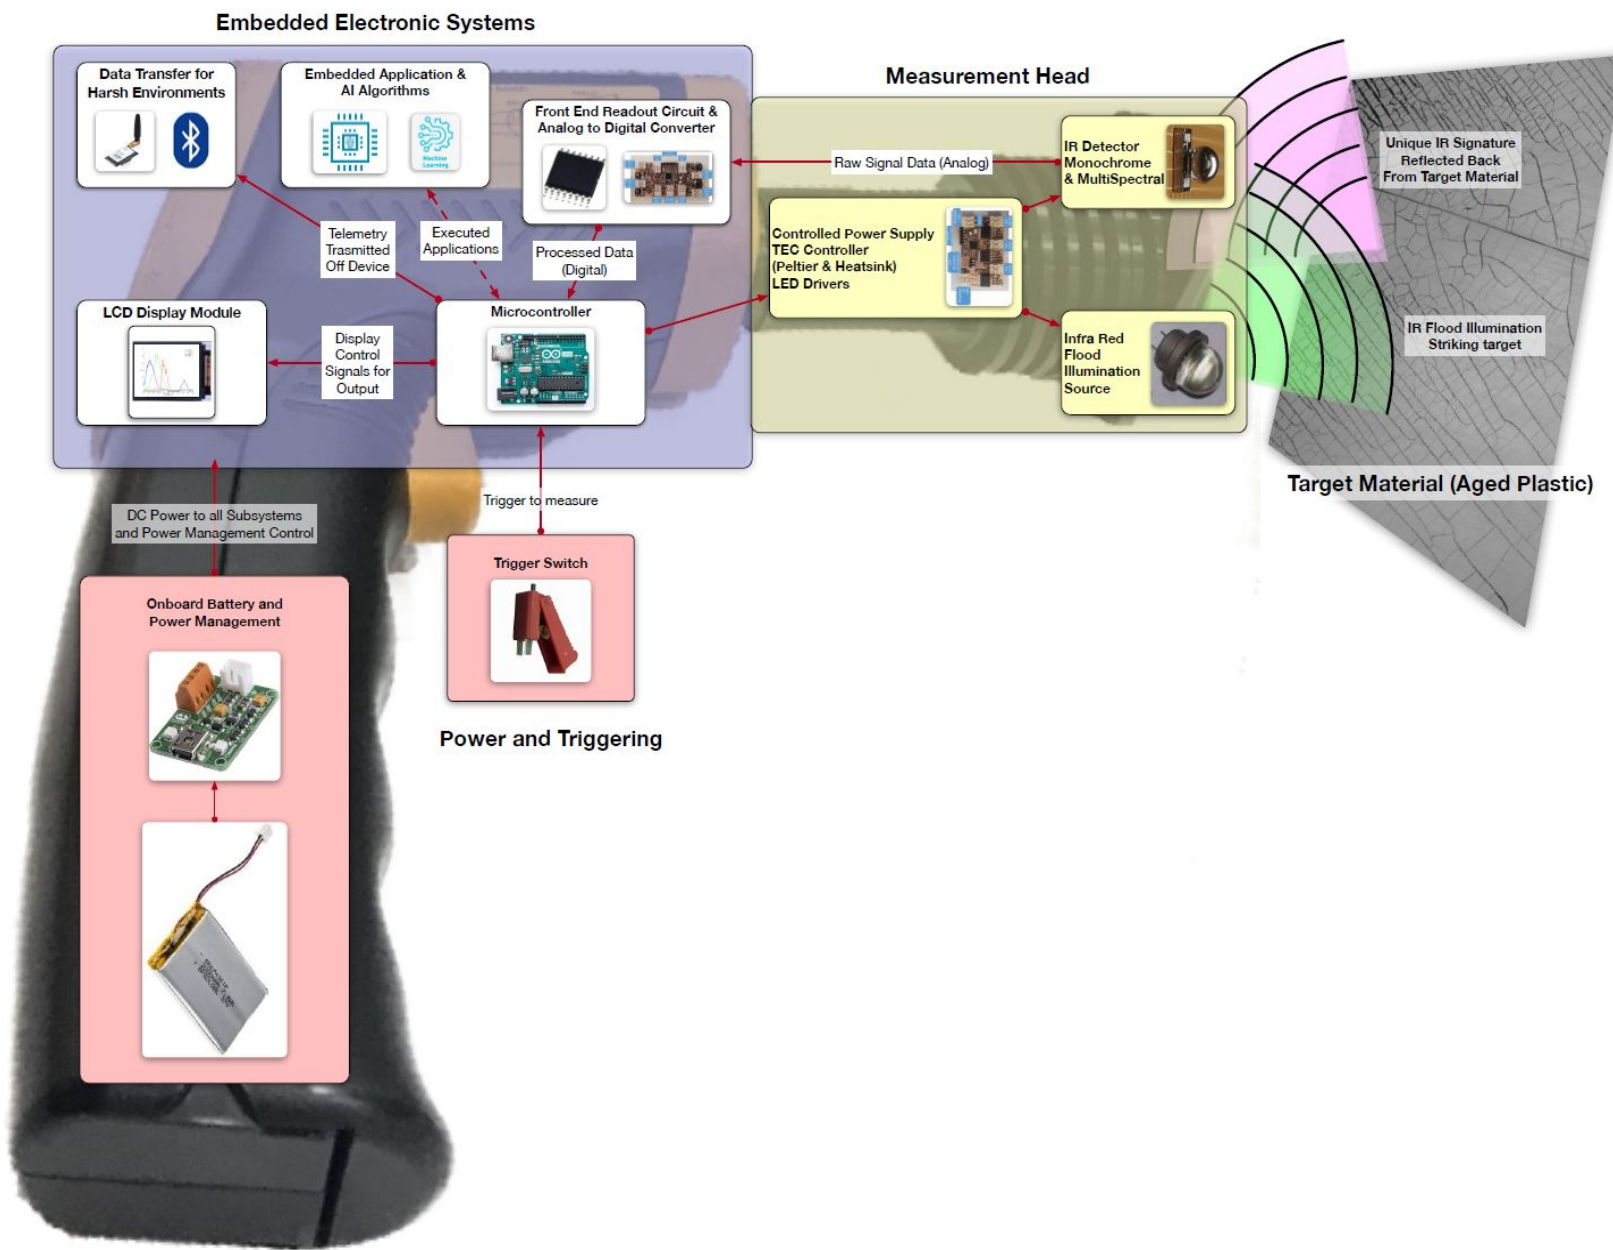 Embedded Electronic Systems
Data Transfer for
Harsh Environments
Embedded Application &
AI Algorithms
Machine
Learning
Front End Readout Circuit &
Analog to Digital Converter
Telemetry
Trasmitted
Off Device
Executed
Applications
Processed Data
(Digital)
LCD Display Module
Display
Control
Signals for
Output
Microcontroller
Measurement Head
Raw Signal Data (Analog)
IR Detector
Monochrome
& MultiSpectral
Controlled Power Supply
TEC Controller
(Peltier & Heatsink)
LED Drivers
Infra Red
Flood
Illumination
Source
Unique IR Signature
Reflected Back
From Target Material
IR Flood Illumination
Striking target
Target Material (Aged Plastic)
DC Power to all Subsystems
and Power Management Control
Trigger to measure
Trigger Switch
Onboard Battery and
Power Management
Power and Triggering